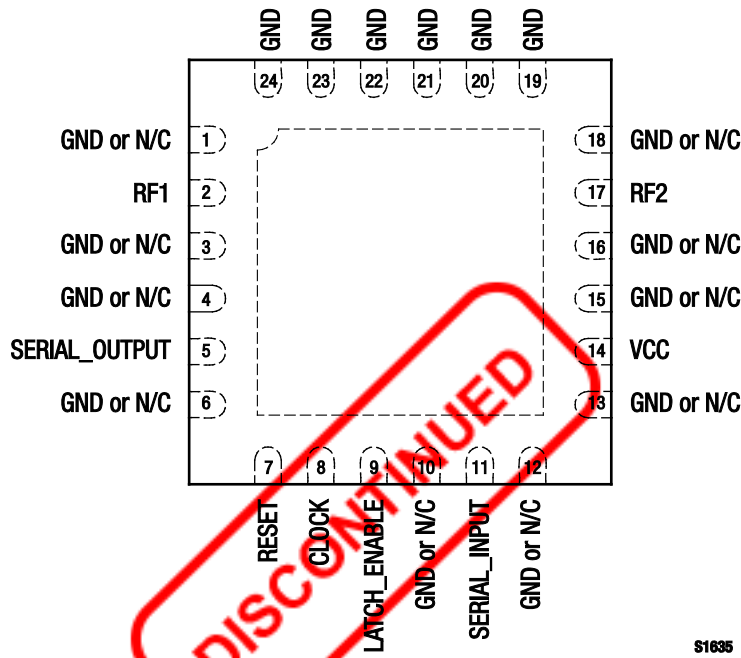 GND GND GND GND GND GND
24 23 22 21 20 19
GND or N/C 1 18 GND or N/C
RF1 2 17 RF2
GND or N/C 3 16 GND or N/C
GND or N/C 4 15 GND or N/C
SERIAL_OUTPUT 5 14 VCC
GND or N/C 6 13 GND or N/C
7 8 9 10 11 12
RESET CLOCK LATCH_ENABLE GND or N/C SERIAL_INPUT GND or N/C
DISCONTINUED
S1635